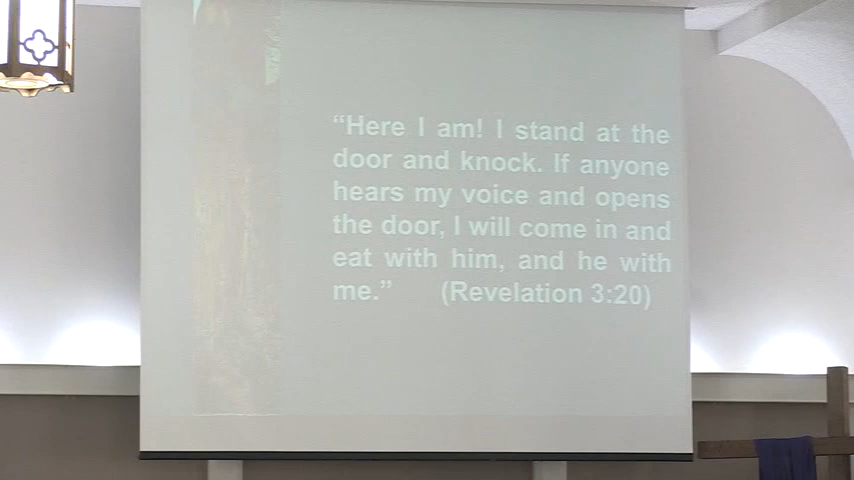 “Here I am! I stand at the
door and knock. If anyone
hears my voice and opens
the door, I will come in and
eat with him, and he with
me.” (Revelation 3:20)